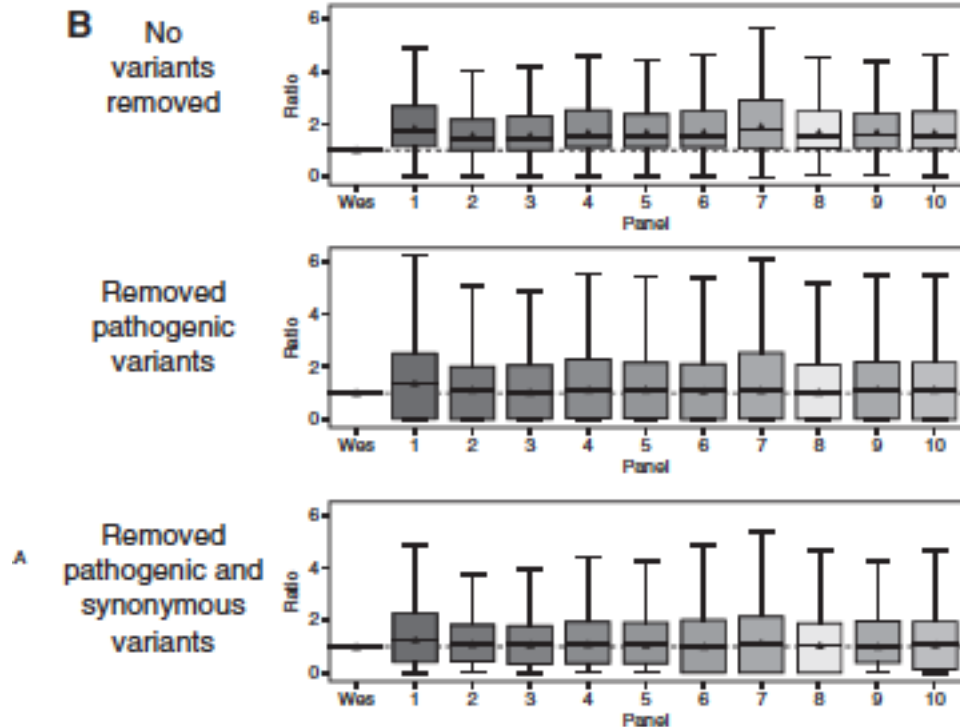 B
No
variants
removed
Ratio
6
4
2
0
Wes 1 2 3 4 5 6 7 8 9 10
Panel
Removed
pathogenic
variants
Ratio
6
4
2
0
Wes 1 2 3 4 5 6 7 8 9 10
Panel
A
Removed
pathogenic and
synonymous
variants
Ratio
6
4
2
0
Wes 1 2 3 4 5 6 7 8 9 10
Panel